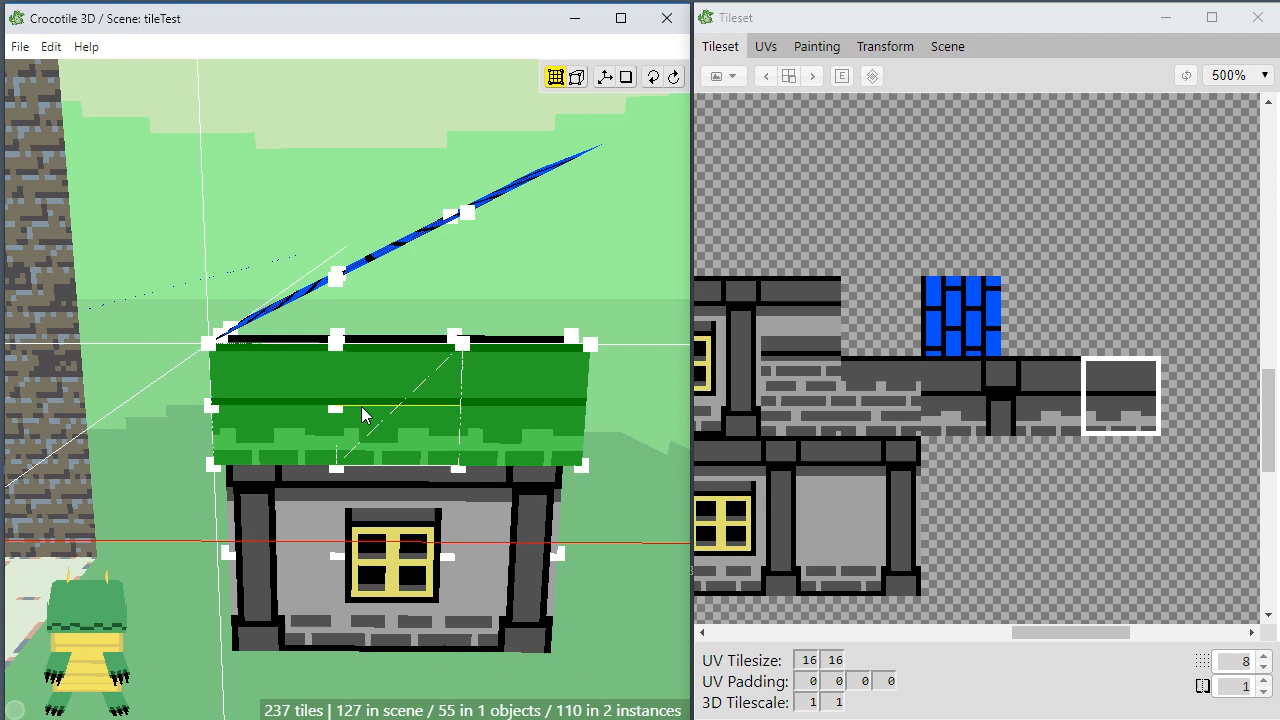 Crocotile 3D / Scene: tileTest
File Edit Help
237 tiles | 127 in scene / 55 in 1 objects / 110 in 2 instances
Tileset
Tileset UVs Painting Transform Scene
E 500%
UV Tilesize: 16 16 8
UV Padding: 0 0 0 0 1
3D Tilescale: 1 1